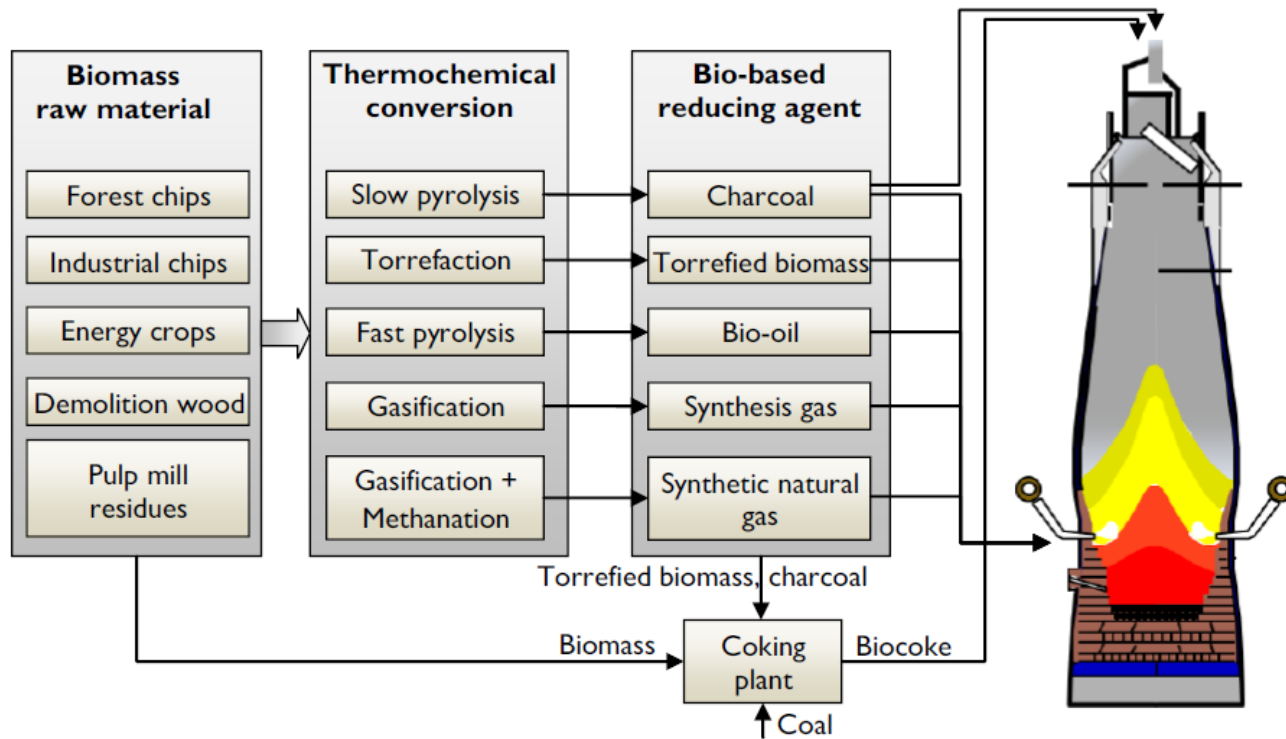 Biomass
raw material
Forest chips
Industrial chips
Energy crops
Demolition wood
Pulp mill
residues
Thermochemical
conversion
Slow pyrolysis
Torrefaction
Fast pyrolysis
Gasification
Gasification +
Methanation
Bio-based
reducing agent
Charcoal
Torrefied biomass
Bio-oil
Synthesis gas
Synthetic natural
gas
Torrefied biomass, charcoal
Biomass
Coking
plant
Biocoke
Coal